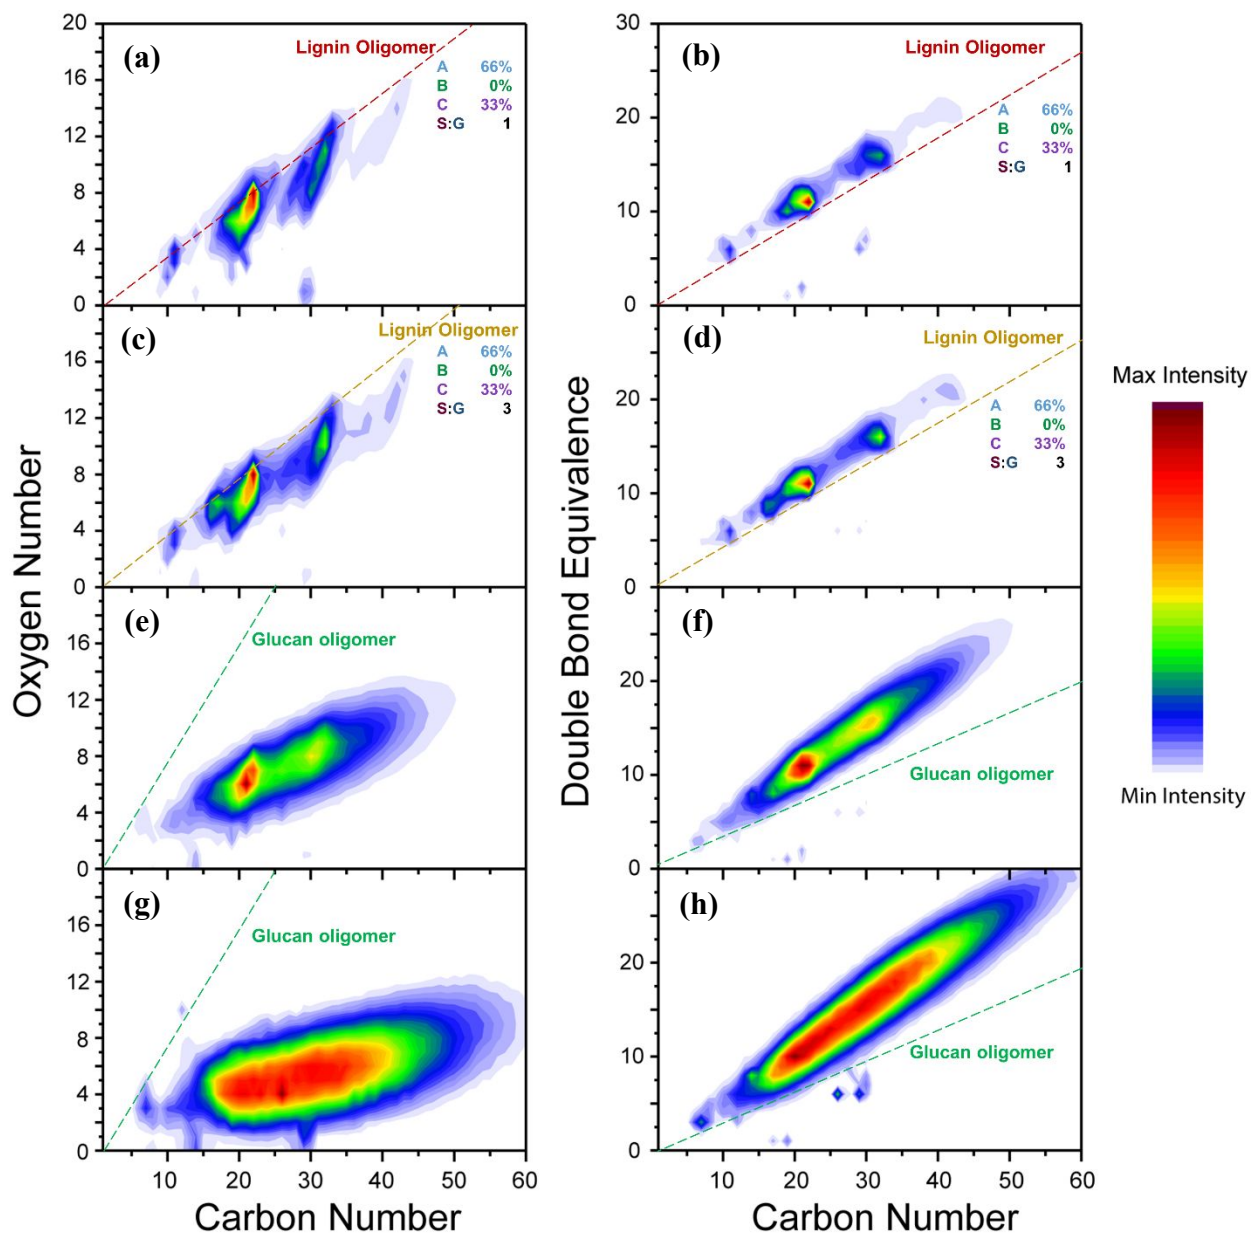 20
16
12
8
4
0
(a)
Lignin Oligomer
A 66%
B 0%
C 33%
S:G 1
30
20
10
0
(b)
Lignin Oligomer
A 66%
B 0%
C 33%
S:G 1
16
12
8
4
0
(c)
Lignin Oligomer
A 66%
B 0%
C 33%
S:G 3
20
10
0
(d)
Lignin Oligomer
A 66%
B 0%
C 33%
S:G 3
16
12
8
4
0
(e)
Glucan oligomer
20
10
0
(f)
Glucan oligomer
16
12
8
4
0
(g)
Glucan oligomer
20
10
0
(h)
Glucan oligomer
10 20 30 40 50 60
Carbon Number
10 20 30 40 50 60
Carbon Number
Oxygen Number
Double Bond Equivalence
Max Intensity
Min Intensity